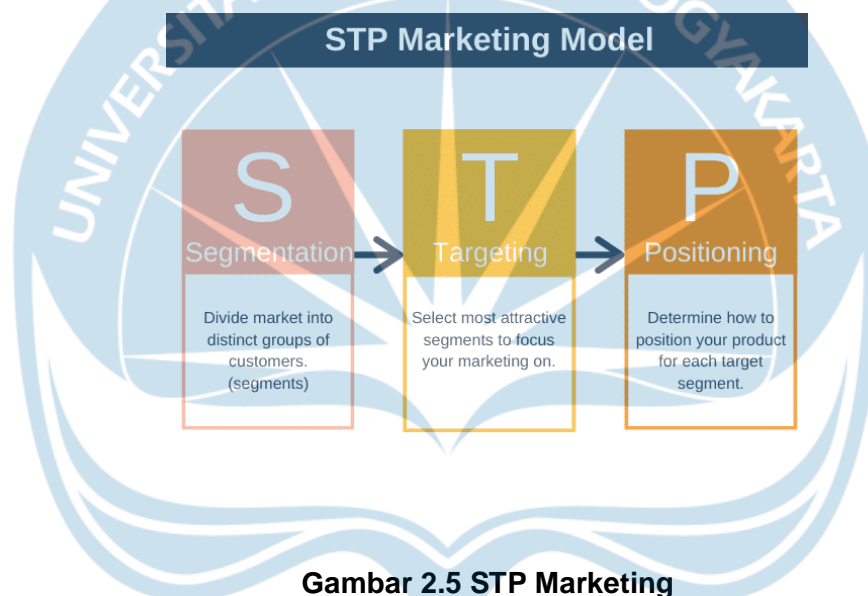 STP Marketing Model
S
Segmentation
Divide market into
distinct groups of
customers.
(segments)
T
Targeting
Select most attractive
segments to focus
your marketing on.
P
Positioning
Determine how to
position your product
for each target
segment.
Gambar 2.5 STP Marketing